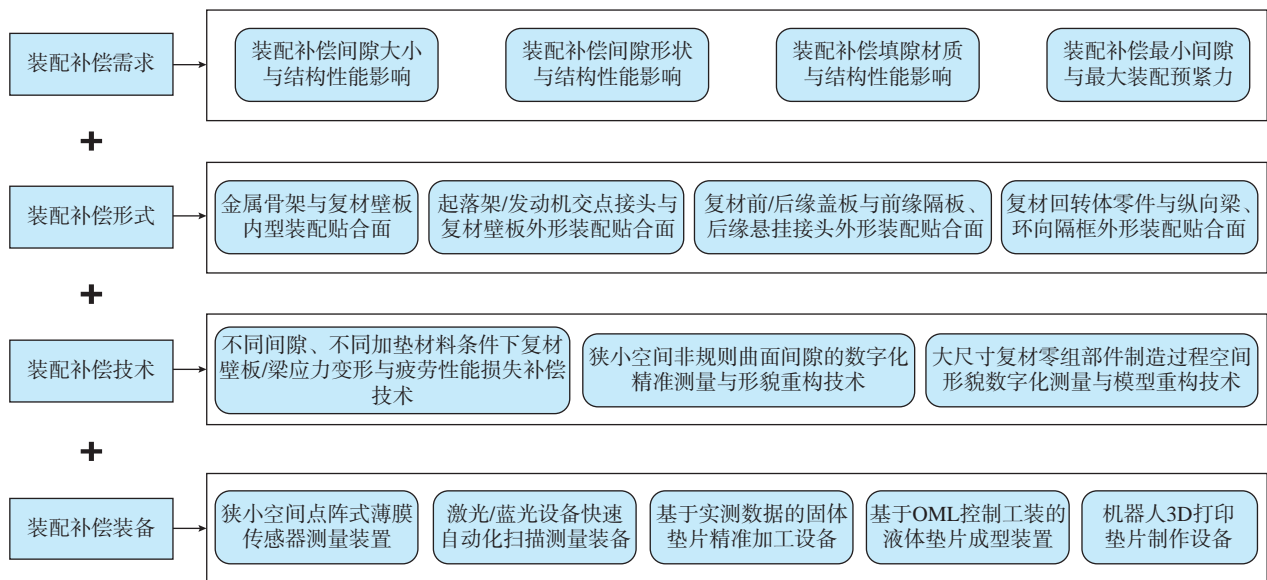 装配补偿需求
装配补偿间隙大小
与结构性能影响
装配补偿间隙形状
与结构性能影响
装配补偿填隙材质
与结构性能影响
装配补偿最小间隙
与最大装配预紧力
+
装配补偿形式
金属骨架与复材壁板
内型装配贴合面
起落架/发动机交点接头与
复材壁板外形装配贴合面
复材前/后缘盖板与前缘隔板、
后缘悬挂接头外形装配贴合面
复材回转体零件与纵向梁、
环向隔框外形装配贴合面
+
装配补偿技术
不同间隙、不同加垫材料条件下复材
壁板/梁应力变形与疲劳性能损失补偿
技术
狭小空间非规则曲面间隙的数字化
精准测量与形貌重构技术
大尺寸复材零组部件制造过程空间
形貌数字化测量与模型重构技术
+
装配补偿装备
狭小空间点阵式薄膜
传感器测量装置
激光/蓝光设备快速
自动化扫描测量装备
基于实测数据的固体
垫片精准加工设备
基于OML控制工装的
液体垫片成型装置
机器人3D打印
垫片制作设备